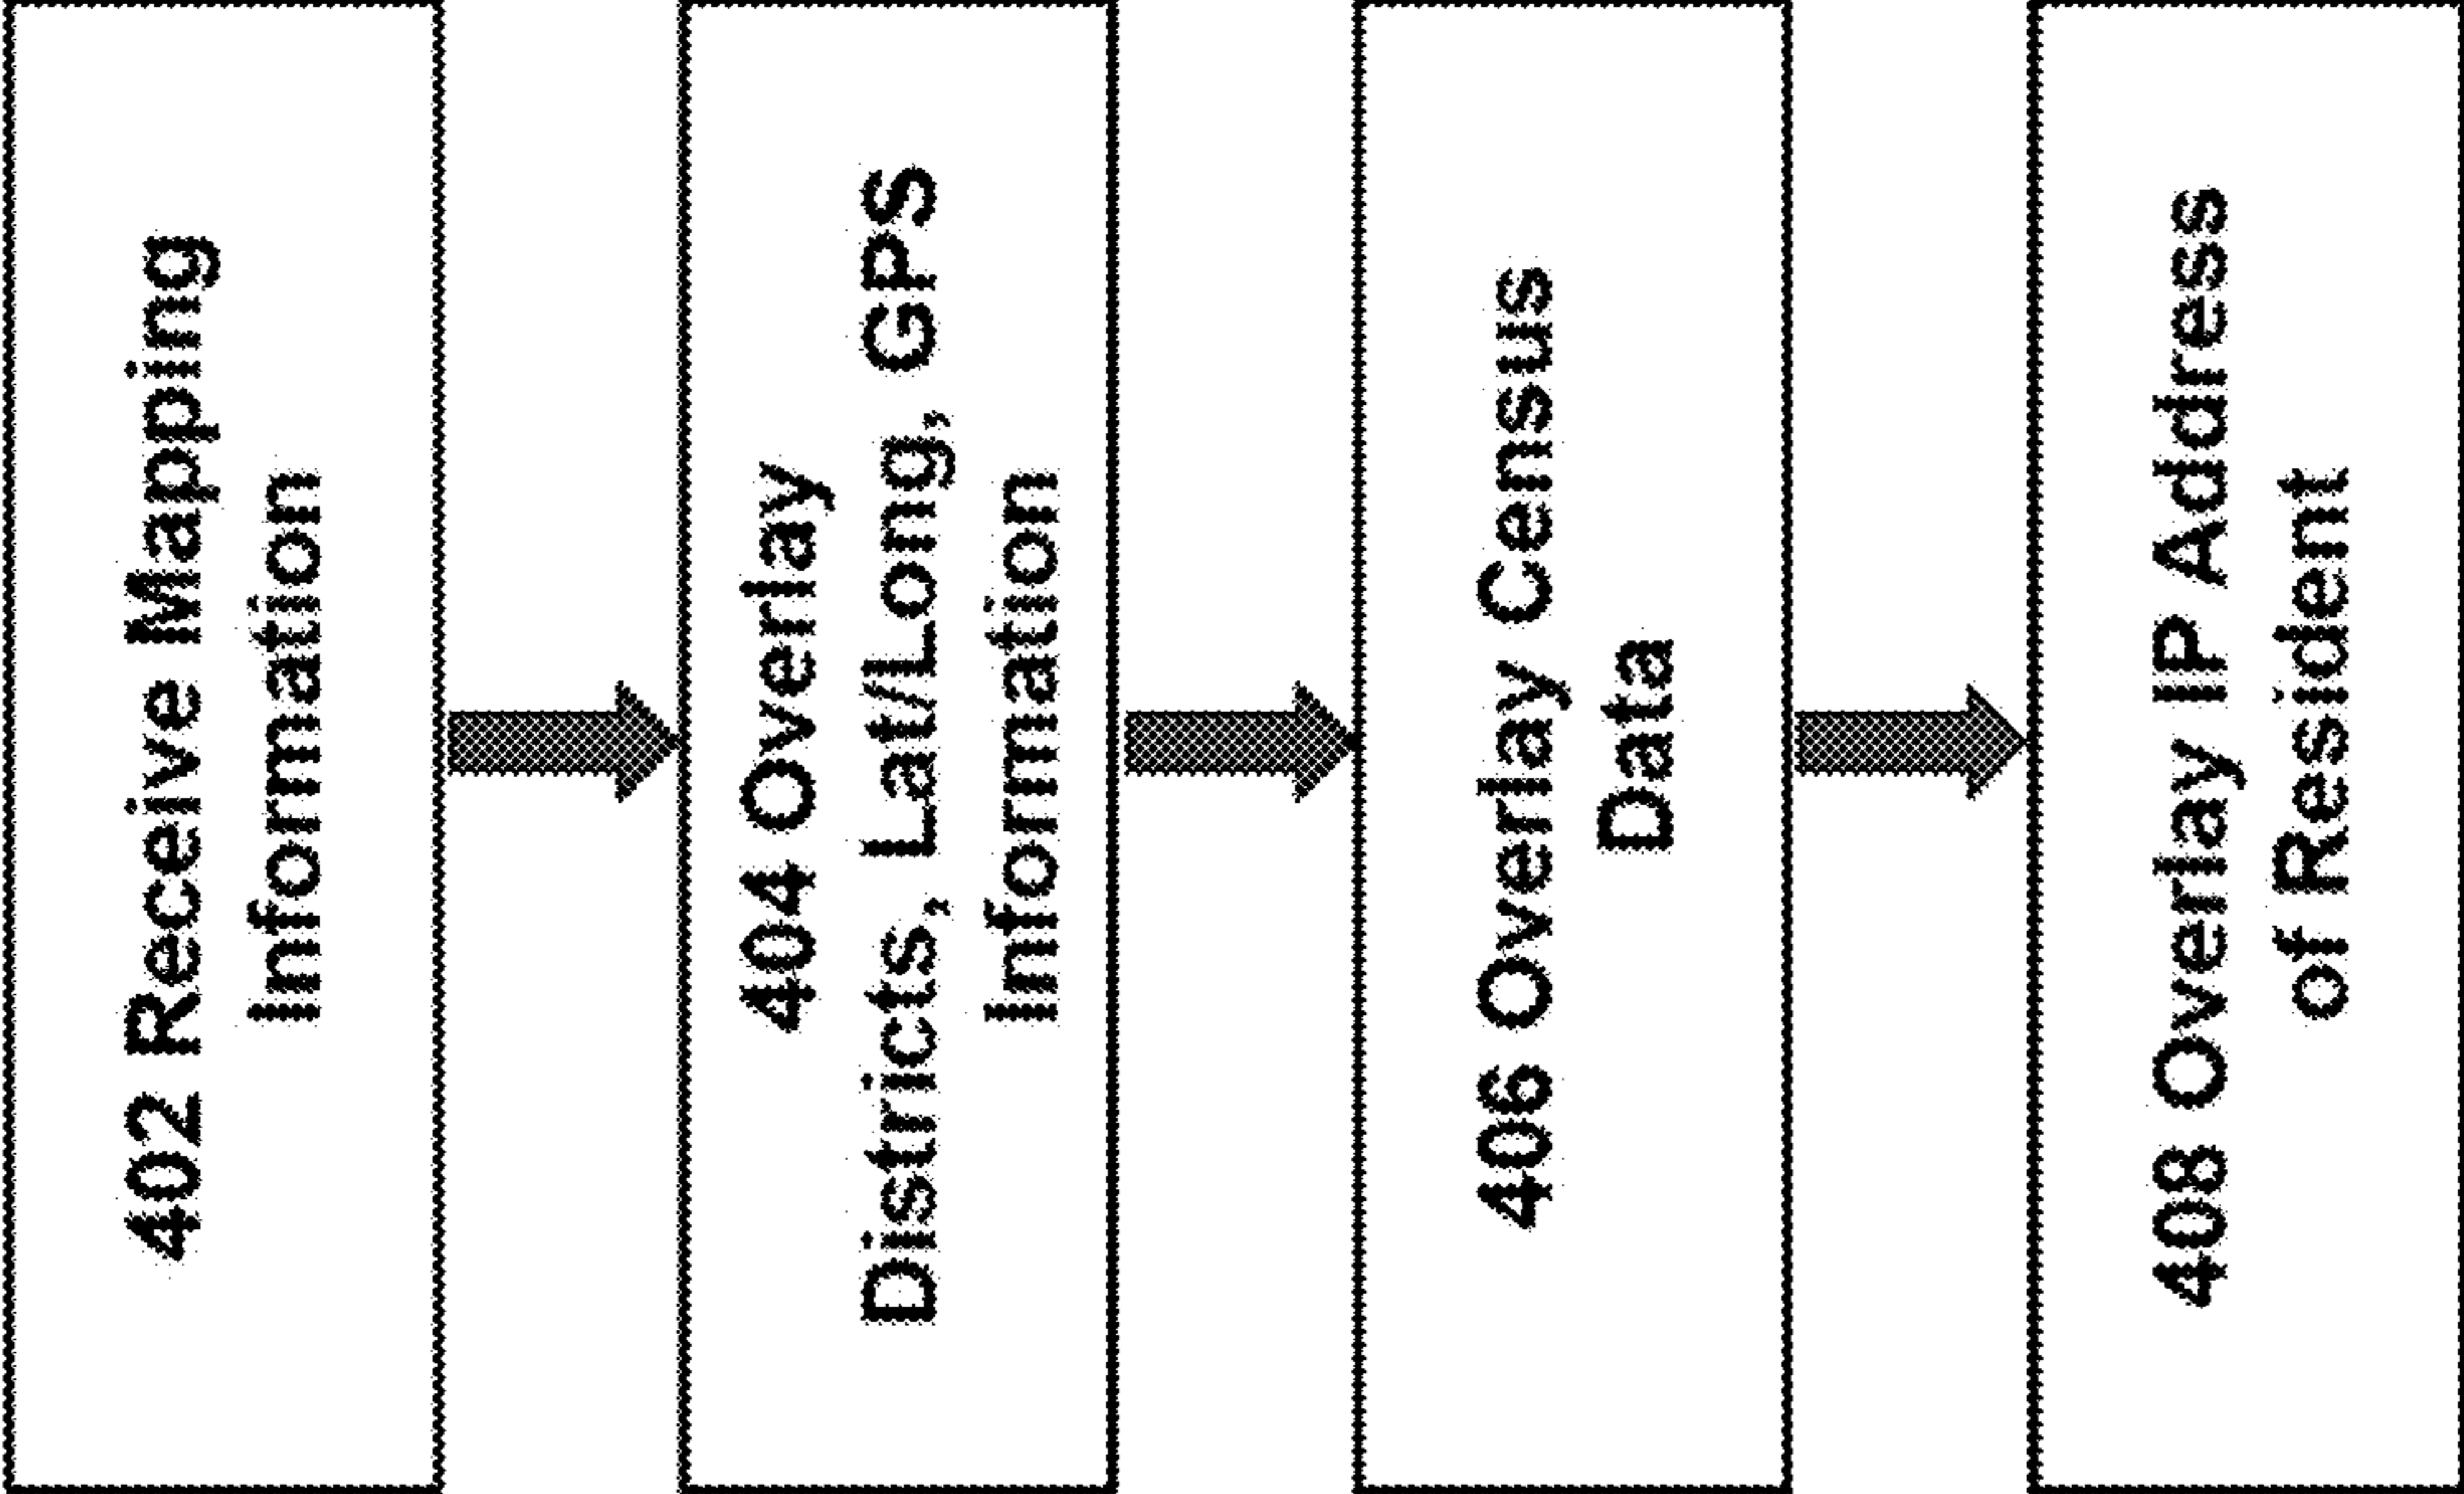 402 Receive Mapping
Information
404 Overlay
Districts, Lat/Long, GPS
Information
406 Overlay Census
Data
408 Overlay IP Address
of Resident